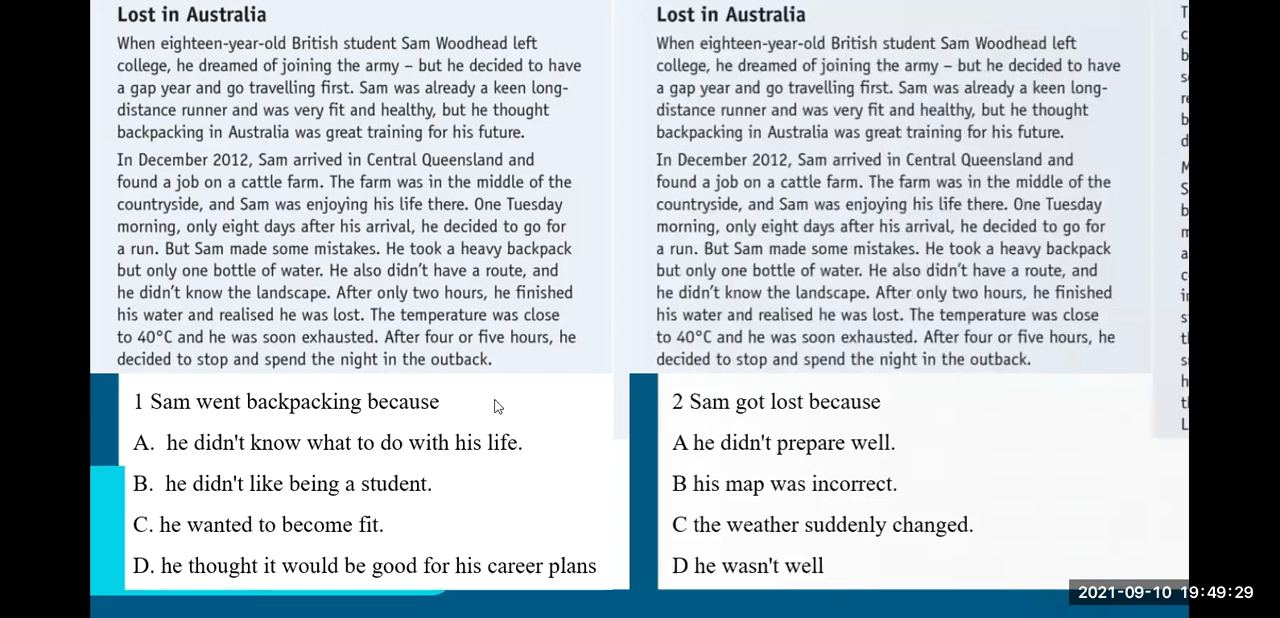 Lost in Australia
When eighteen-year-old British student Sam Woodhead left
college, he dreamed of joining the army – but he decided to have
a gap year and go travelling first. Sam was already a keen long-
distance runner and was very fit and healthy, but he thought
backpacking in Australia was great training for his future.
In December 2012, Sam arrived in Central Queensland and
found a job on a cattle farm. The farm was in the middle of the
countryside, and Sam was enjoying his life there. One Tuesday
morning, only eight days after his arrival, he decided to go for
a run. But Sam made some mistakes. He took a heavy backpack
but only one bottle of water. He also didn't have a route, and
he didn't know the landscape. After only two hours, he finished
his water and realised he was lost. The temperature was close
to 40°C and he was soon exhausted. After four or five hours, he
decided to stop and spend the night in the outback.
1 Sam went backpacking because
A. he didn't know what to do with his life.
B. he didn't like being a student.
C. he wanted to become fit.
D. he thought it would be good for his career plans
Lost in Australia
When eighteen-year-old British student Sam Woodhead left
college, he dreamed of joining the army – but he decided to have
a gap year and go travelling first. Sam was already a keen long-
distance runner and was very fit and healthy, but he thought
backpacking in Australia was great training for his future.
In December 2012, Sam arrived in Central Queensland and
found a job on a cattle farm. The farm was in the middle of the
countryside, and Sam was enjoying his life there. One Tuesday
morning, only eight days after his arrival, he decided to go for
a run. But Sam made some mistakes. He took a heavy backpack
but only one bottle of water. He also didn't have a route, and
he didn't know the landscape. After only two hours, he finished
his water and realised he was lost. The temperature was close
to 40°C and he was soon exhausted. After four or five hours, he
decided to stop and spend the night in the outback.
2 Sam got lost because
A he didn't prepare well.
B his map was incorrect.
C the weather suddenly changed.
D he wasn't well
2021-09-10 19:49:29